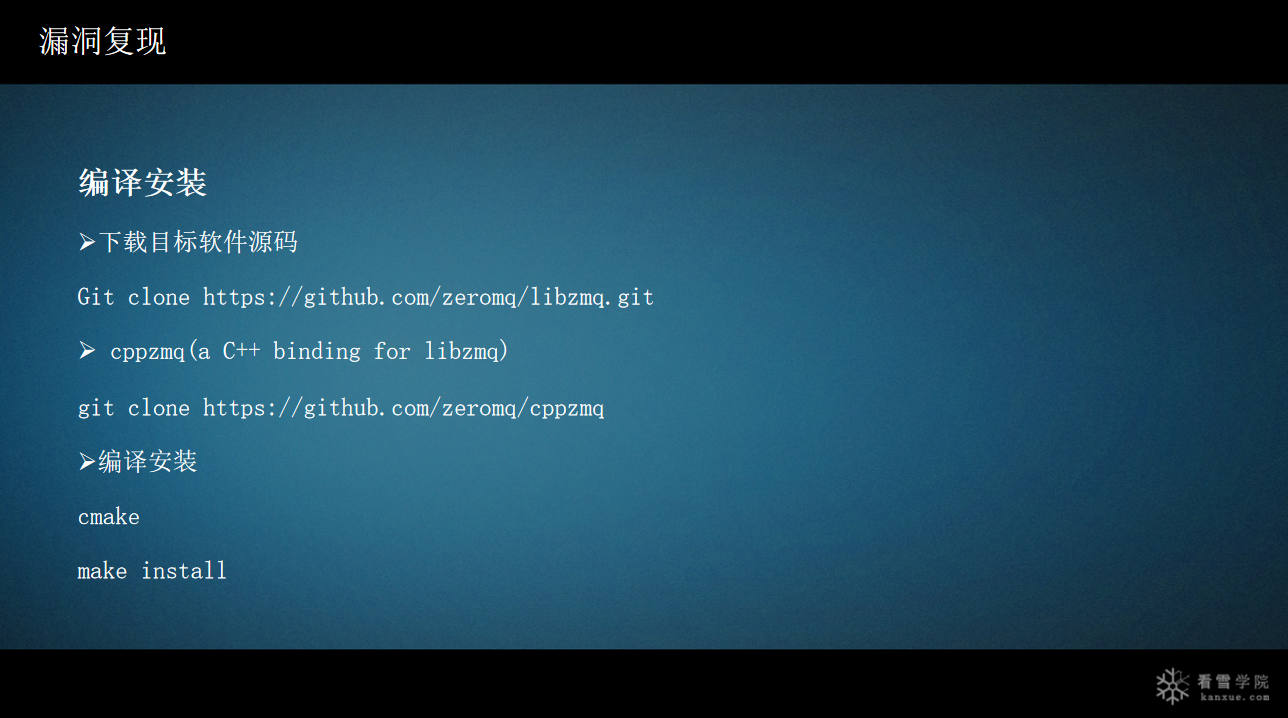 漏洞复现
编译安装
➢下载目标软件源码
Git clone https://github.com/zeromq/libzmq.git
➢ cppzmq(a C++ binding for libzmq)
git clone https://github.com/zeromq/cppzmq
➢编译安装
cmake
make install
看雪学院
kanxue.com